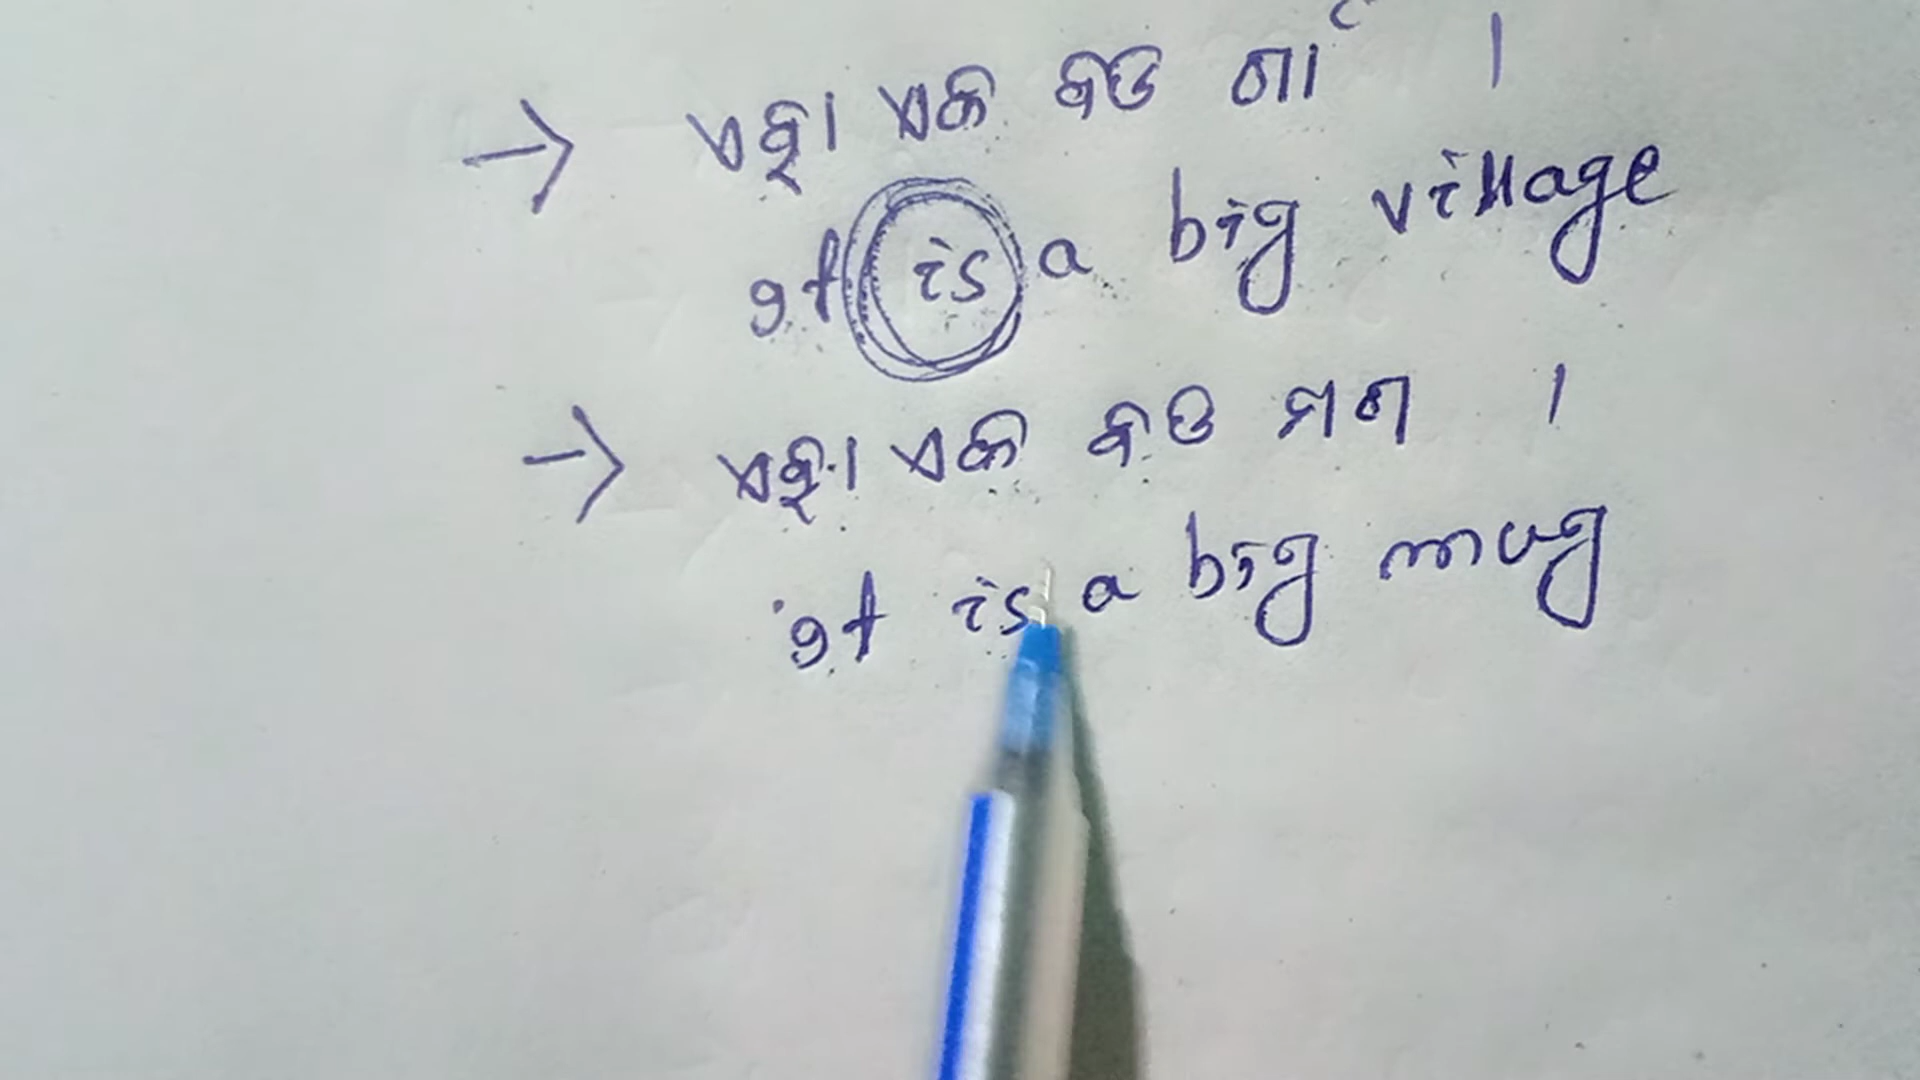 → ଏହା ଏକ ବଡ ଗାଁ ।
It is a big village
→ ଏହା ଏକ ବଡ ମଗ ।
It is a big mug